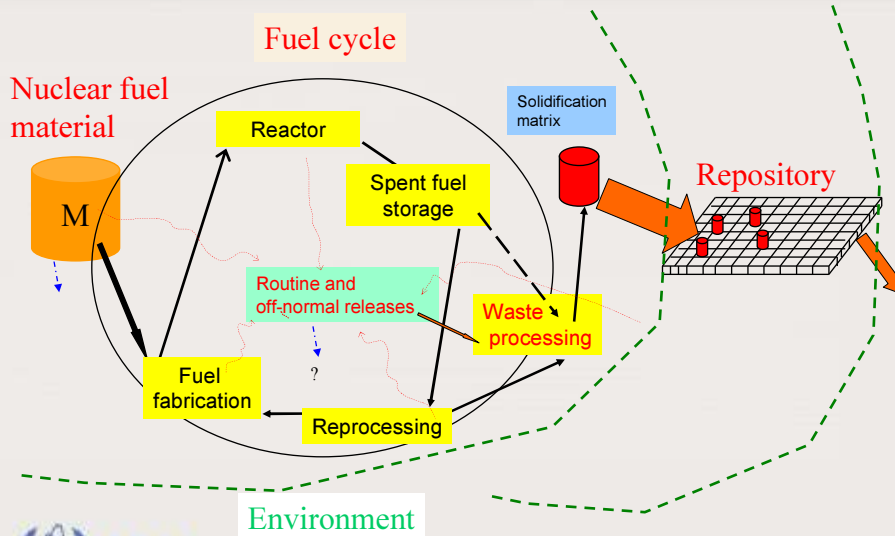 Fuel cycle
Nuclear fuel
material
Solidification
matrix
Reactor
Repository
Spent fuel
storage
M
Routine and
off-normal releases
Waste
processing
?
Fuel
fabrication
Reprocessing
Environment